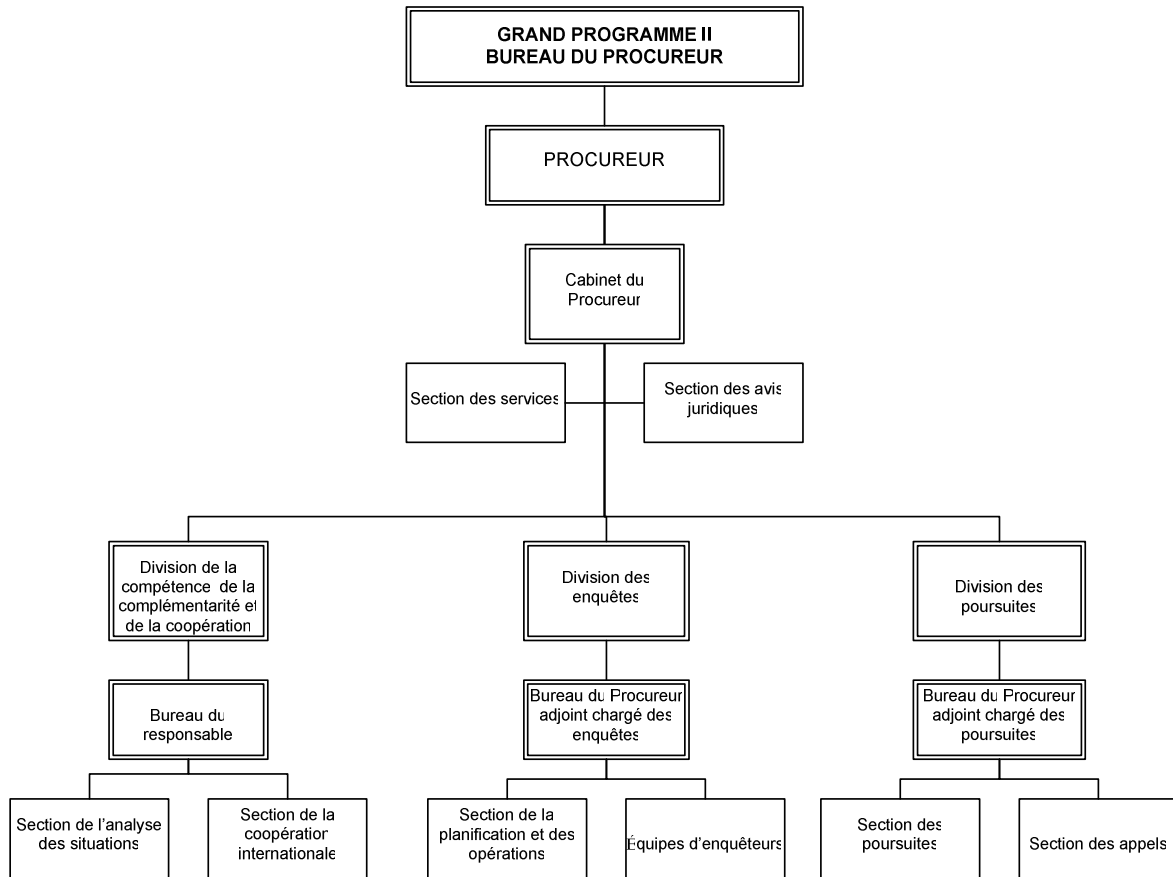 GRAND PROGRAMME II
BUREAU DU PROCUREUR
PROCUREUR
Cabinet du
Procureur
Section des services
Section des avis
juridiques
Division de la
compétence de la
complémentarité et
de la coopération
Division des
enquêtes
Division des
poursuites
Bureau du
responsable
Bureau du Procureur
adjoint chargé des
enquêtes
Bureau du Procureur
adjoint chargé des
poursuites
Section de l’analyse
des situations
Section de la
coopération
internationale
Section de la
planification et des
opérations
Équipes d’enquêteurs
Section des
poursuites
Section des appels